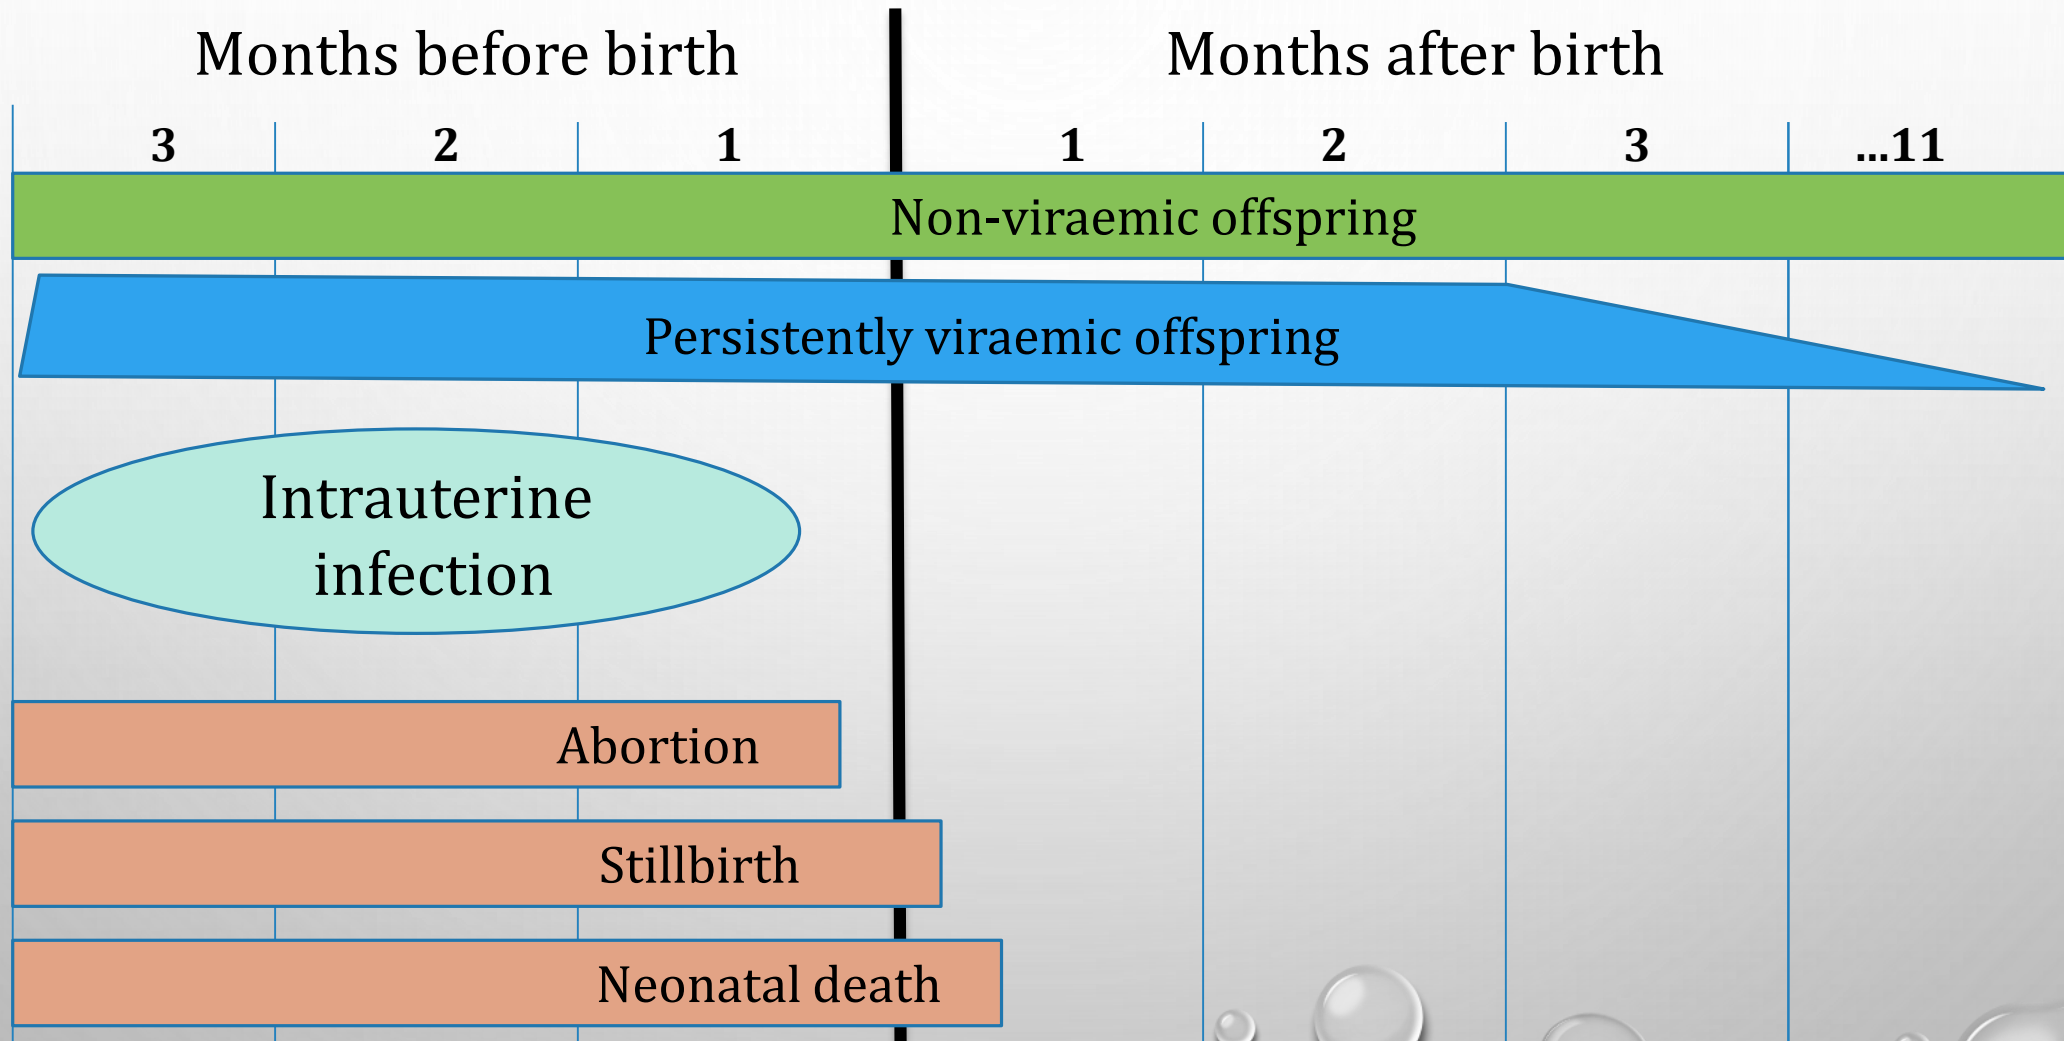 Months before birth
Months after birth
3 2 1 1 2 3 ...11
Non-viraemic offspring
Persistently viraemic offspring
Intrauterine
infection
Abortion
Stillbirth
Neonatal death